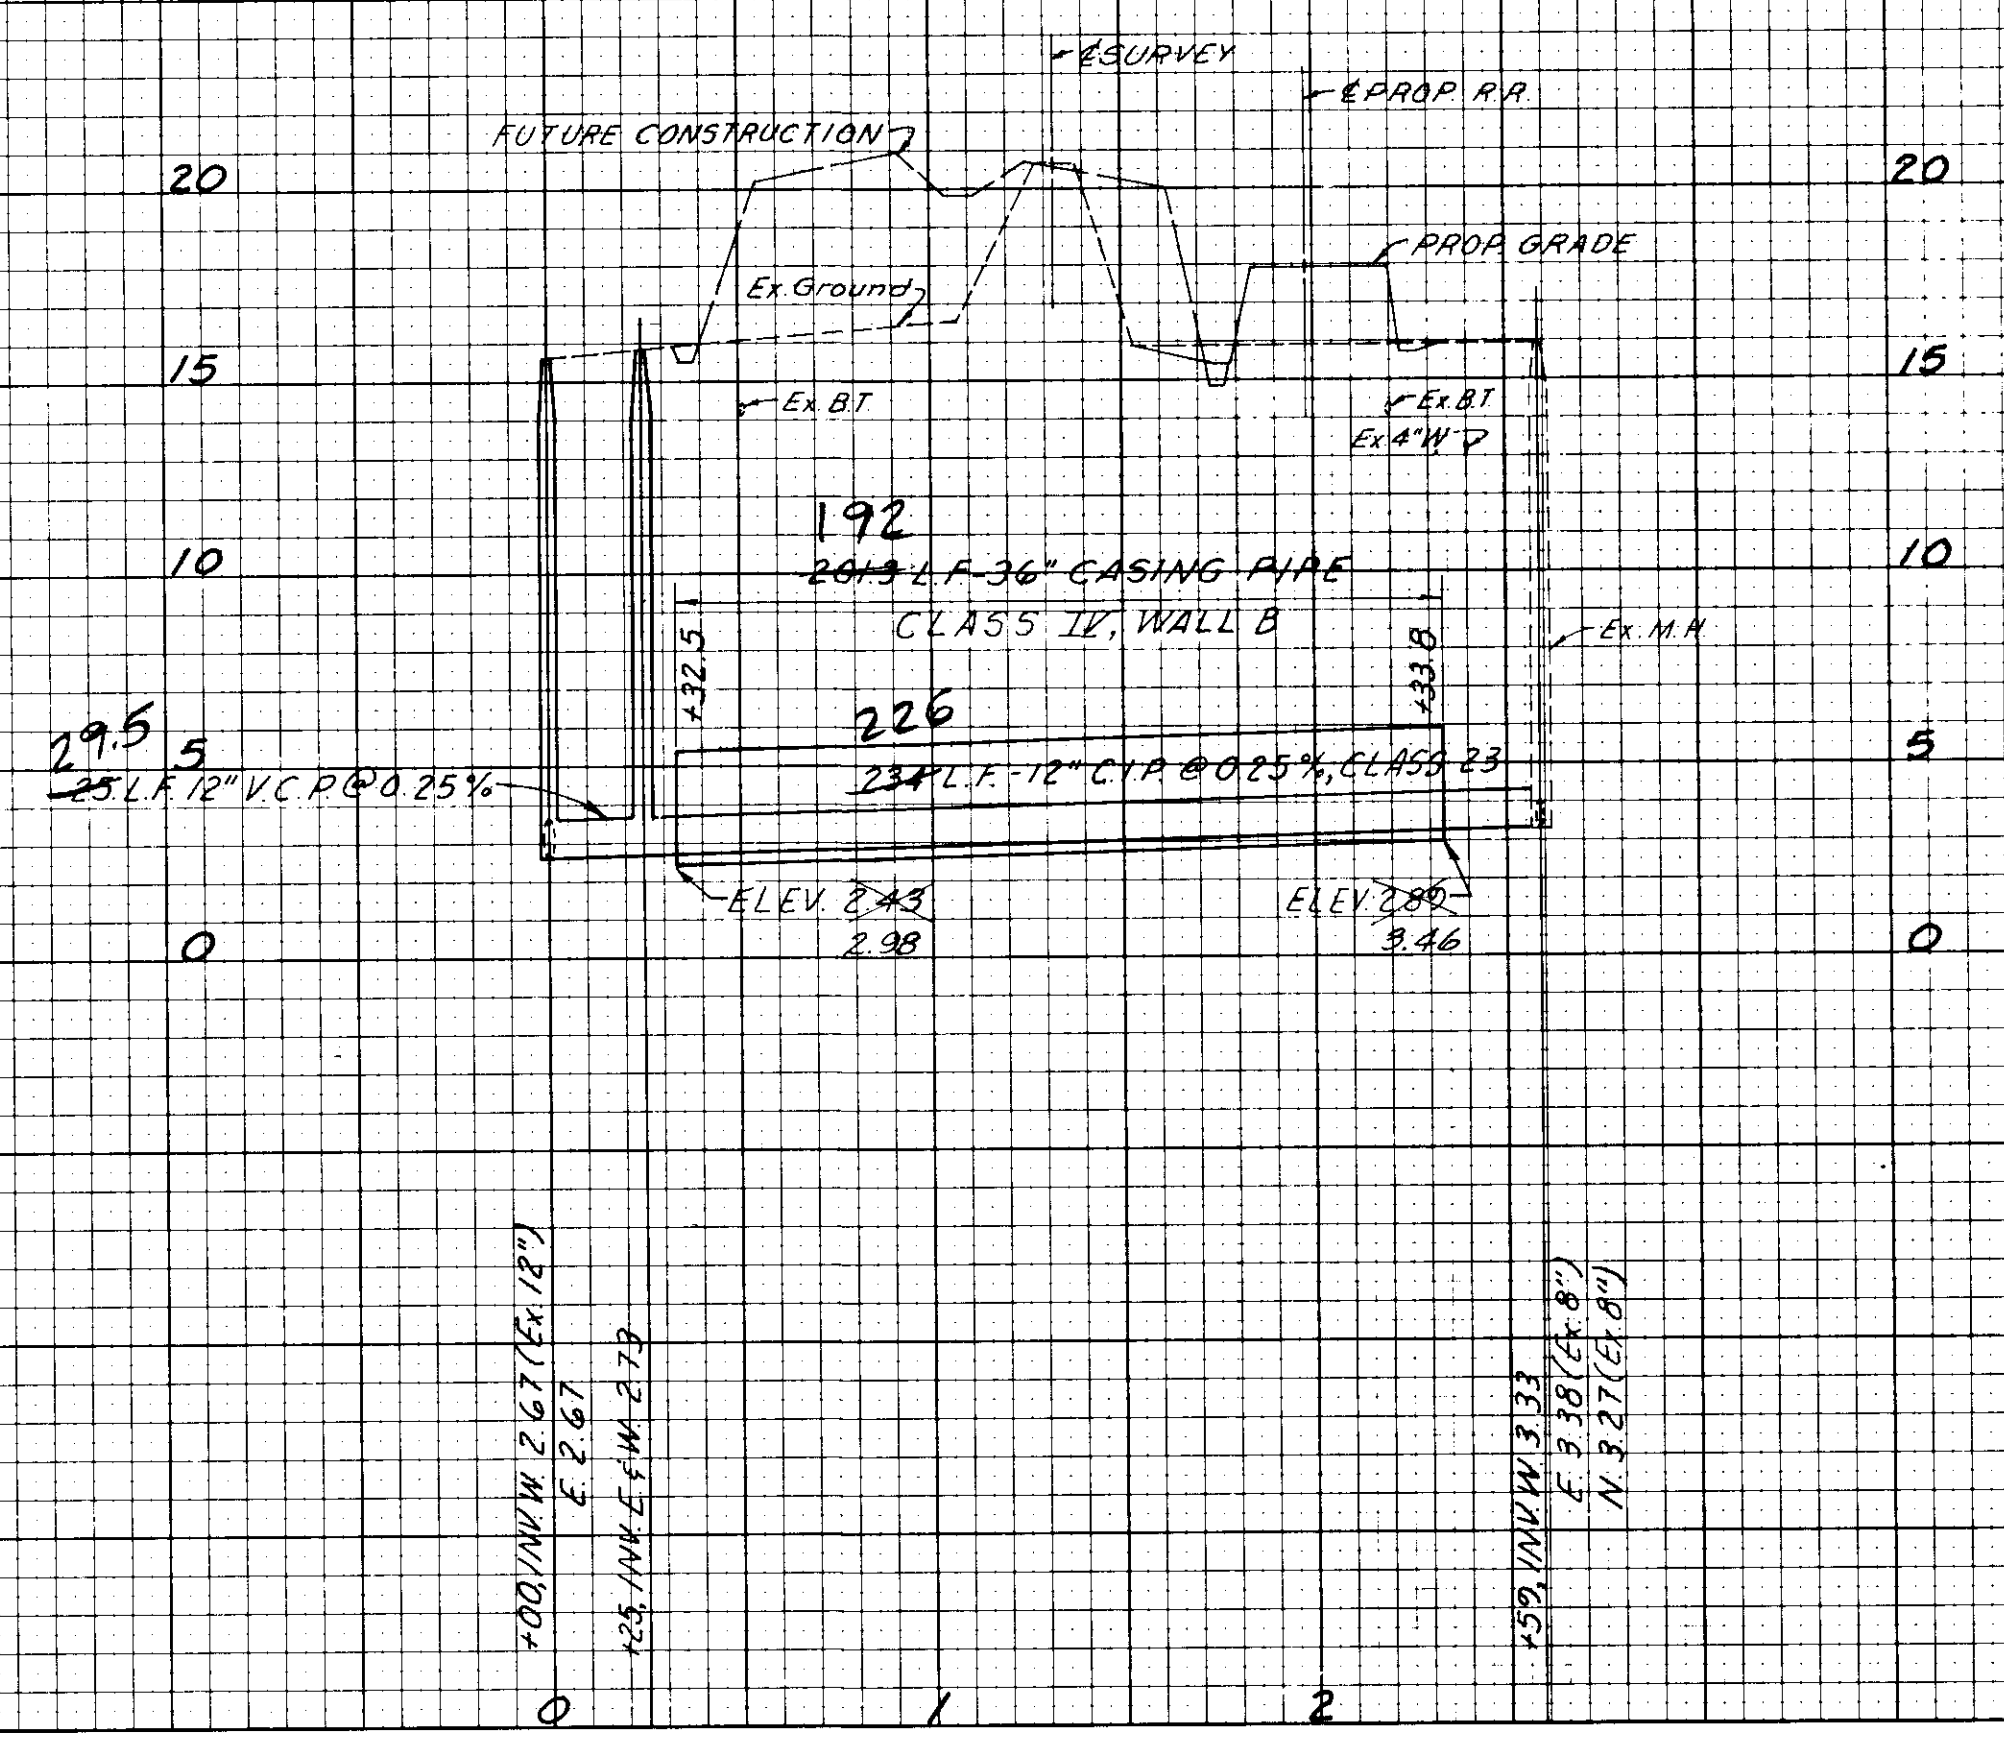 ℄ SURVEY
℄ PROP. R.R.
FUTURE CONSTRUCTION
20
20
PROP. GRADE
Ex. Ground
15
15
Ex. B.T.
Ex. B.T.
Ex 4" W.
192
10
10
201.3 L.F-36" CASING PIPE
CLASS IV, WALL B
+32.5
+33.8
Ex. M.H.
29.5
226
5
5
25 L.F. 12" V.C.P. @ 0.25%
234 L.F.-12" C.I.P. @ 0.25%, CLASS 23
ELEV. 2.43
ELEV. 2.89
2.98
3.46
0
0
+00, INV. W. 2.67 (Ex. 12")
E. 2.67
+25, INV. E. & W. 2.73
+59, INV. W. 3.33
E. 3.38 (Ex. 8")
N. 3.27 (Ex. 8")
0
1
2